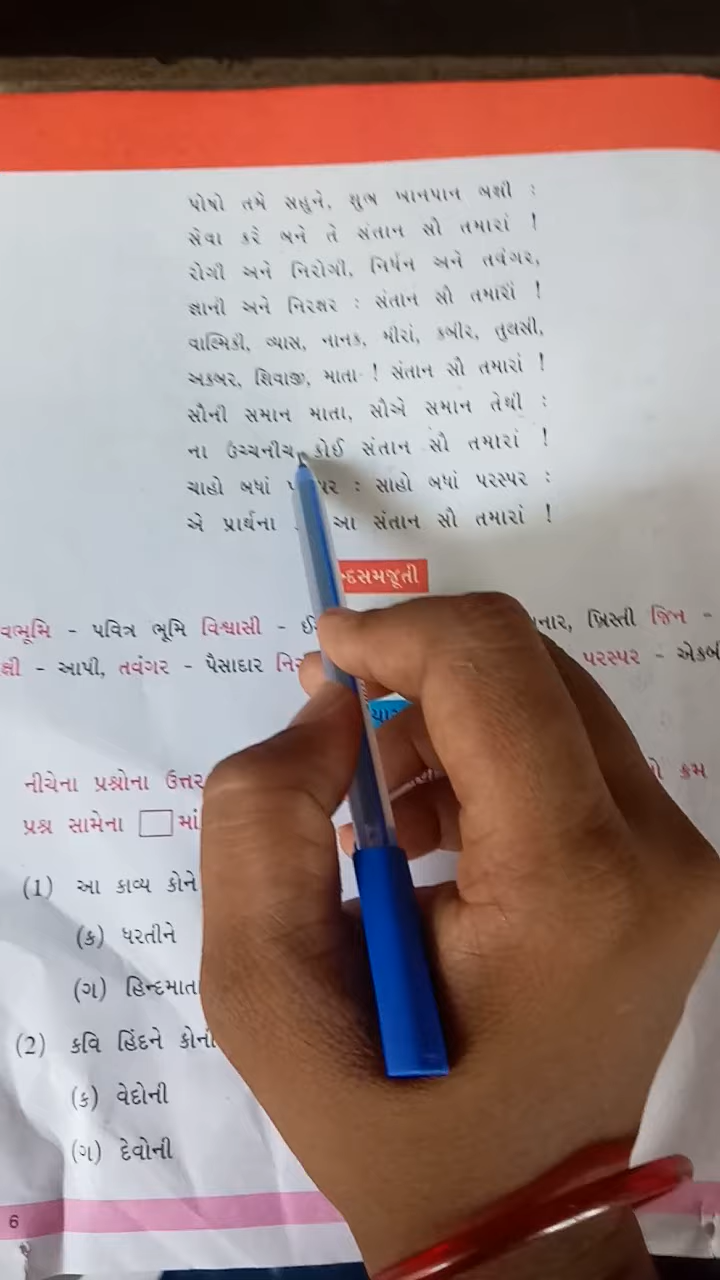 પોષો તમે સહુને, શુભ ખાનપાન બક્ષી :
સેવા કરે બને તે સંતાન સૌ તમારાં !
રોગી અને નિરોગી, નિર્ધન અને તવંગર,
જ્ઞાની અને નિરક્ષર : સંતાન સૌ તમારાં !
વાલ્મિકી, વ્યાસ, નાનક, મીરાં, કબીર, તુલસી,
અકબર, શિવાજી, માતા ! સંતાન સૌ તમારાં !
સૌની સમાન માતા, સૌએ સમાન તેથી :
ના ઉચ્ચનીચ કોઈ સંતાન સૌ તમારાં !
ચાહો બધાં : સાહો બધાં પરસ્પર :
એ પ્રાર્થના આ સંતાન સૌ તમારાં !
દસમજૂતી
વભૂમિ - પવિત્ર ભૂમિ વિશ્વાસી - નાર, ખ્રિસ્તી જિન -
ક્ષી - આપી, તવંગર - પૈસાદાર પરસ્પર - એકબી
નીચેના પ્રશ્નોના ઉત્તર ક્રમ
પ્રશ્ન સામેના □ માં
(1) આ કાવ્ય કોને
(ક) ધરતીને
(ગ) હિન્દમાતા
(2) કવિ હિંદને કોની
(ક) વેદોની
(ગ) દેવોની
6